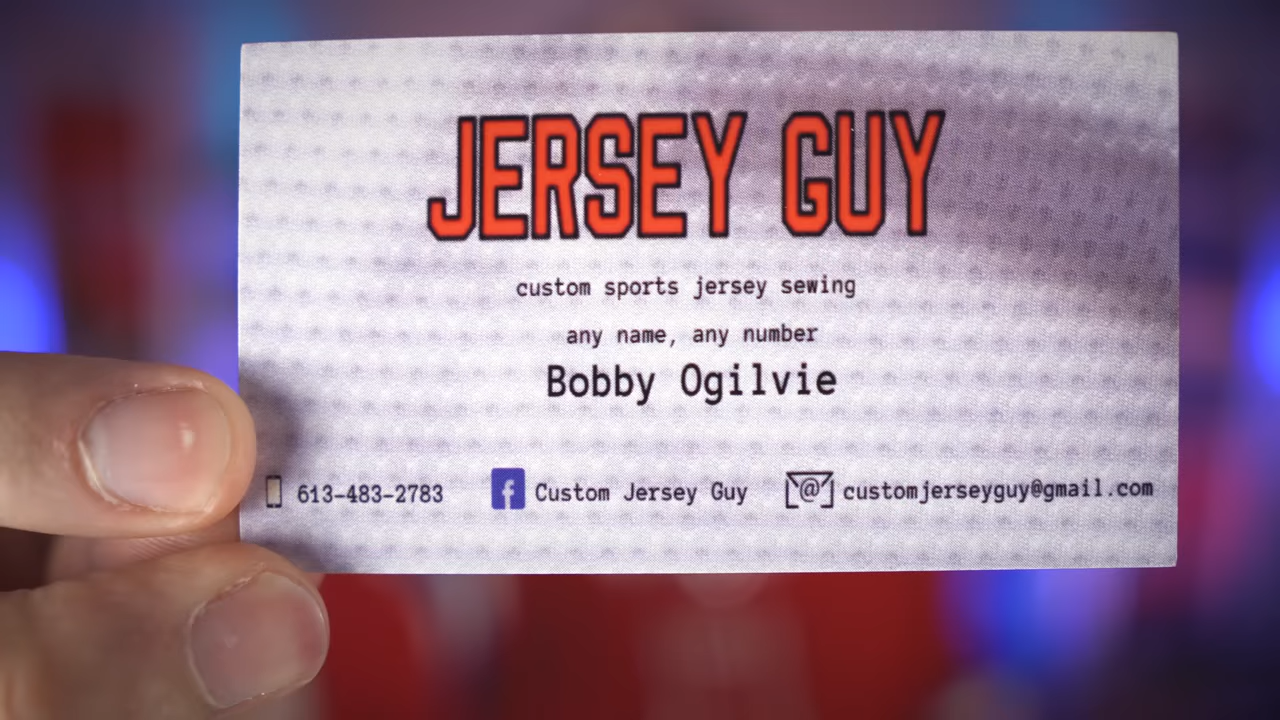 JERSEY GUY
custom sports jersey sewing
any name, any number
Bobby Ogilvie
613-483-2783 Custom Jersey Guy customjerseyguy@gmail.com